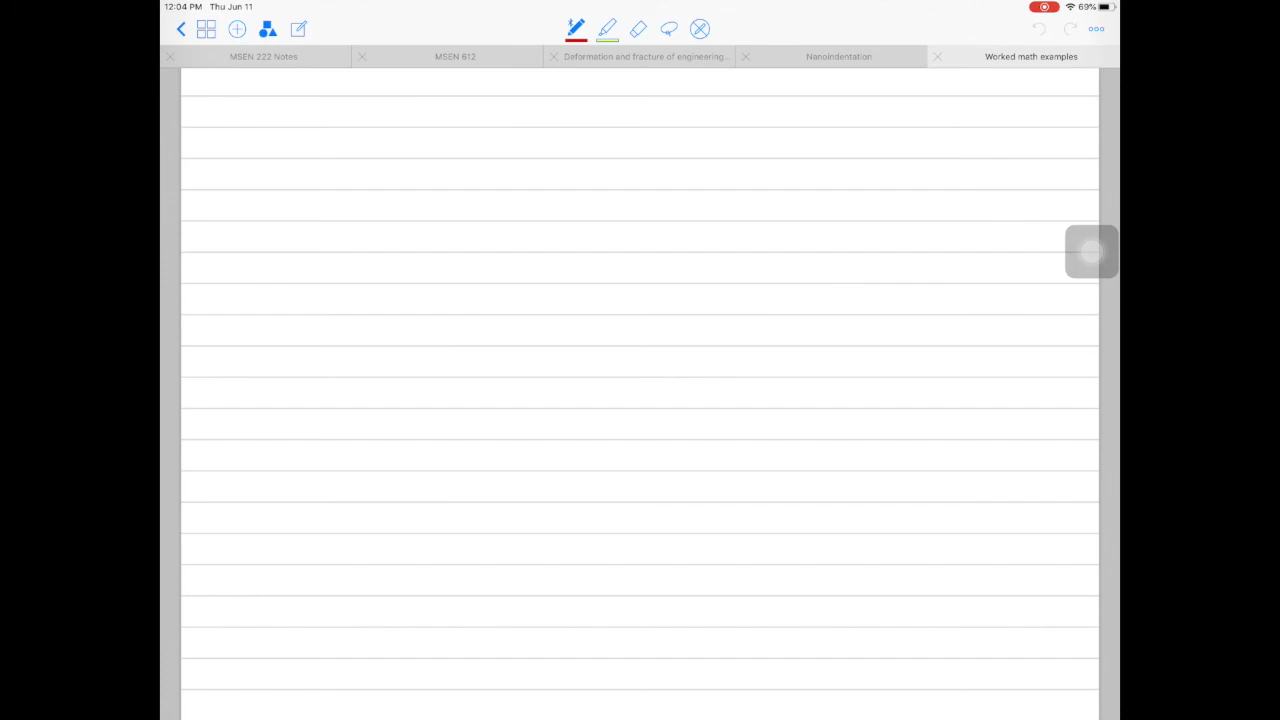 12:04 PM Thu Jun 11 69%
MSEN 222 Notes MSEN 612 Deformation and fracture of engineering... Nanoindentation Worked math examples